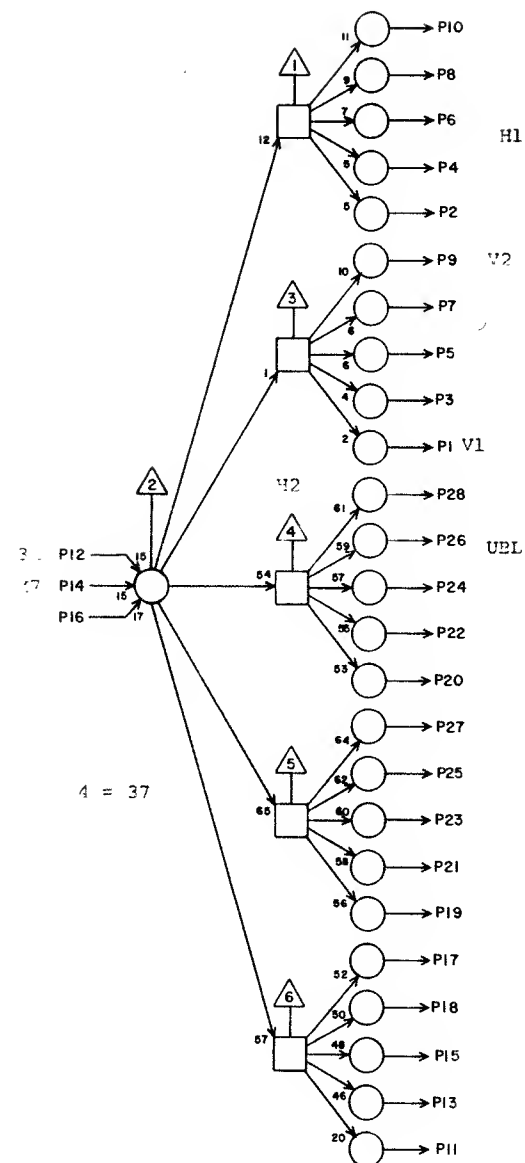 11 P10
1
9 P8
7 P6
H1
12
5 P4
5 P2
10 P9 V2
3
6 P7
6 P5
1
4 P3
2 P1 V1
2
H2
61 P28
4
59 P26 UBL
P12 15
54 57 P24
P14 15
P16 17
55 P22
53 P20
64 P27
5
62 P25
4 = 37
65 60 P23
58 P21
56 P19
52 P17
6
50 P18
57 48 P15
46 P13
20 P11